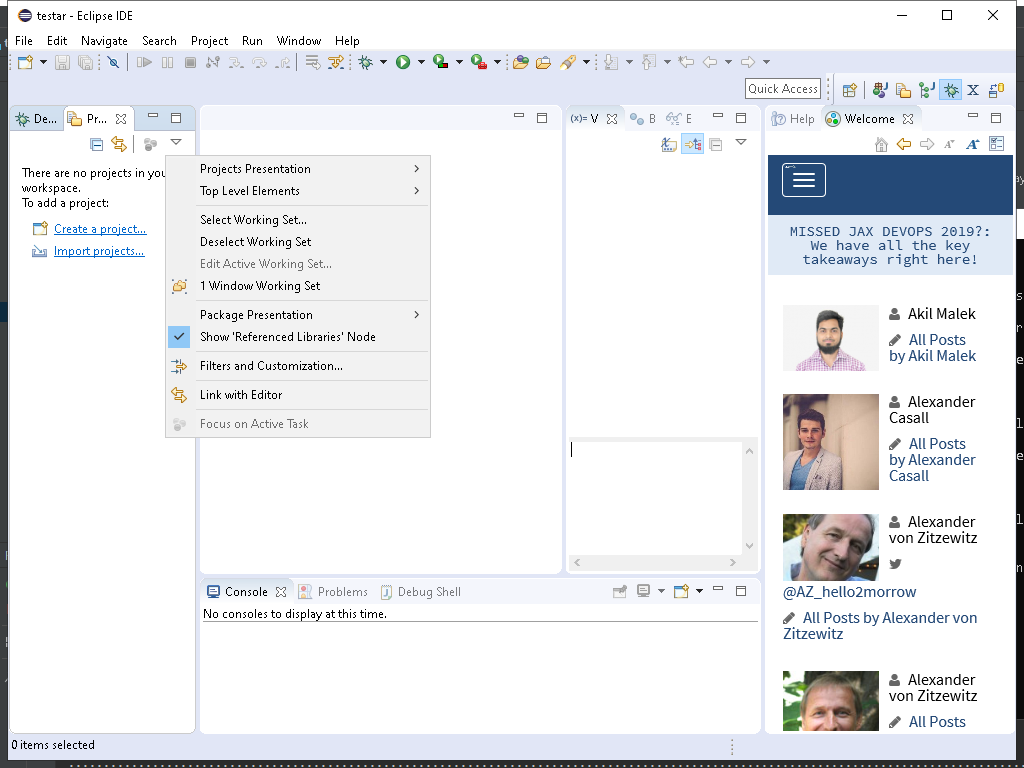 testar - Eclipse IDE
File Edit Navigate Search Project Run Window Help
Quick Access
De...
Pr...
There are no projects in you
workspace.
To add a project:
Create a project...
Import projects...
Projects Presentation
Top Level Elements
Select Working Set...
Deselect Working Set
Edit Active Working Set...
1 Window Working Set
Package Presentation
Show 'Referenced Libraries' Node
Filters and Customization...
Link with Editor
Focus on Active Task
(x)= V
B
E
Help
Welcome
MISSED JAX DEVOPS 2019?:
We have all the key
takeaways right here!
Akil Malek
All Posts
by Akil Malek
Alexander
Casall
All Posts
by Alexander
Casall
Alexander
von Zitzewitz
@AZ_hello2morrow
All Posts by Alexander von
Zitzewitz
Alexander
von Zitzewitz
All Posts
Console
Problems
Debug Shell
No consoles to display at this time.
0 items selected